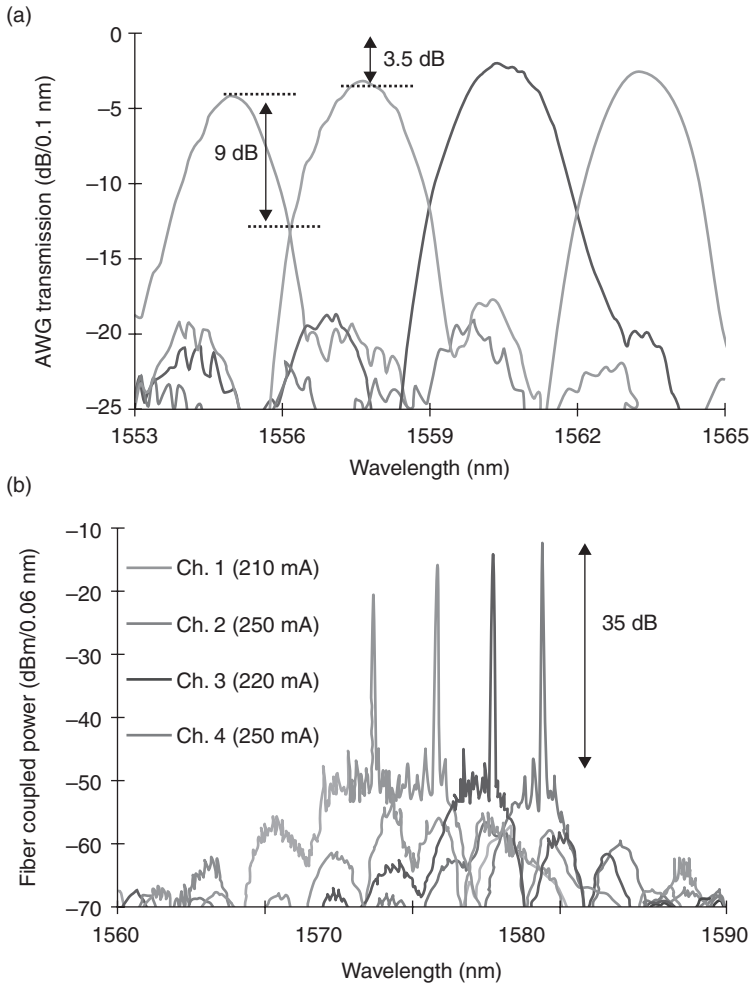 (a)
0
−5
−10
−15
−20
−25
3.5 dB
9 dB
AWG transmission (dB/0.1 nm)
1553
1556
1559
1562
1565
Wavelength (nm)
(b)
−10
−20
−30
−40
−50
−60
−70
Fiber coupled power (dBm/0.06 nm)
Ch. 1 (210 mA)
Ch. 2 (250 mA)
Ch. 3 (220 mA)
Ch. 4 (250 mA)
35 dB
1560
1570
1580
1590
Wavelength (nm)